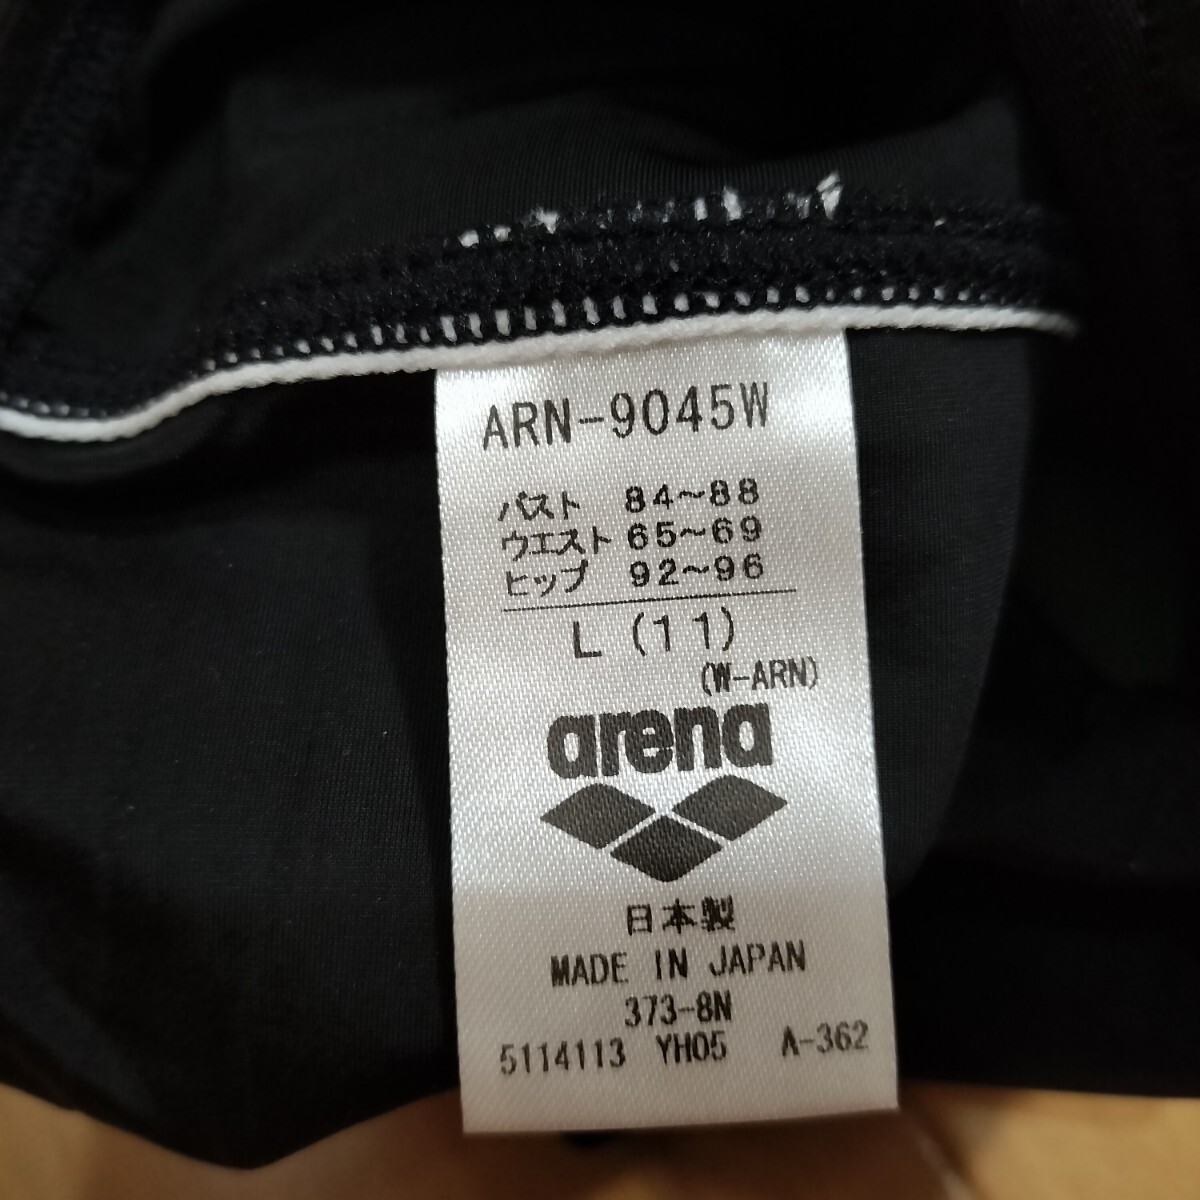 ARN-9045W
バスト 84~88
ウエスト 65~69
ヒップ 92~96
L (11)
(W-ARN)
arena
日本製
MADE IN JAPAN
373-8N
5114113 YH05 A-362